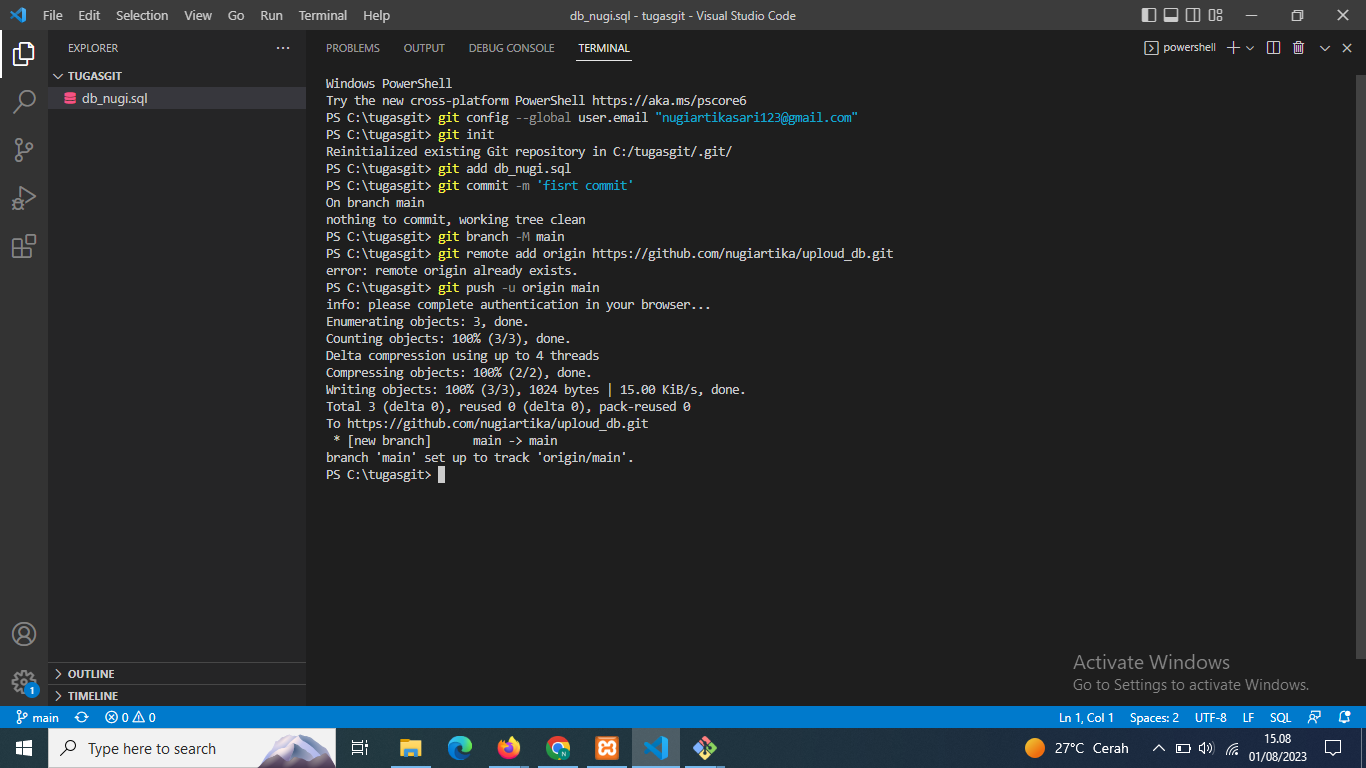 File Edit Selection View Go Run Terminal Help
db_nugi.sql - tugasgit - Visual Studio Code
EXPLORER
TUGASGIT
db_nugi.sql
OUTLINE
TIMELINE
PROBLEMS OUTPUT DEBUG CONSOLE TERMINAL
powershell
Windows PowerShell
Try the new cross-platform PowerShell https://aka.ms/pscore6
PS C:\tugasgit> git config --global user.email "nugiartikasari123@gmail.com"
PS C:\tugasgit> git init
Reinitialized existing Git repository in C:/tugasgit/.git/
PS C:\tugasgit> git add db_nugi.sql
PS C:\tugasgit> git commit -m 'fisrt commit'
On branch main
nothing to commit, working tree clean
PS C:\tugasgit> git branch -M main
PS C:\tugasgit> git remote add origin https://github.com/nugiartika/uploud_db.git
error: remote origin already exists.
PS C:\tugasgit> git push -u origin main
info: please complete authentication in your browser...
Enumerating objects: 3, done.
Counting objects: 100% (3/3), done.
Delta compression using up to 4 threads
Compressing objects: 100% (2/2), done.
Writing objects: 100% (3/3), 1024 bytes | 15.00 KiB/s, done.
Total 3 (delta 0), reused 0 (delta 0), pack-reused 0
To https://github.com/nugiartika/uploud_db.git
 * [new branch]      main -> main
branch 'main' set up to track 'origin/main'.
PS C:\tugasgit>
Activate Windows
Go to Settings to activate Windows.
1
main 0 0
Ln 1, Col 1 Spaces: 2 UTF-8 LF SQL
Type here to search
27°C Cerah
15.08
01/08/2023